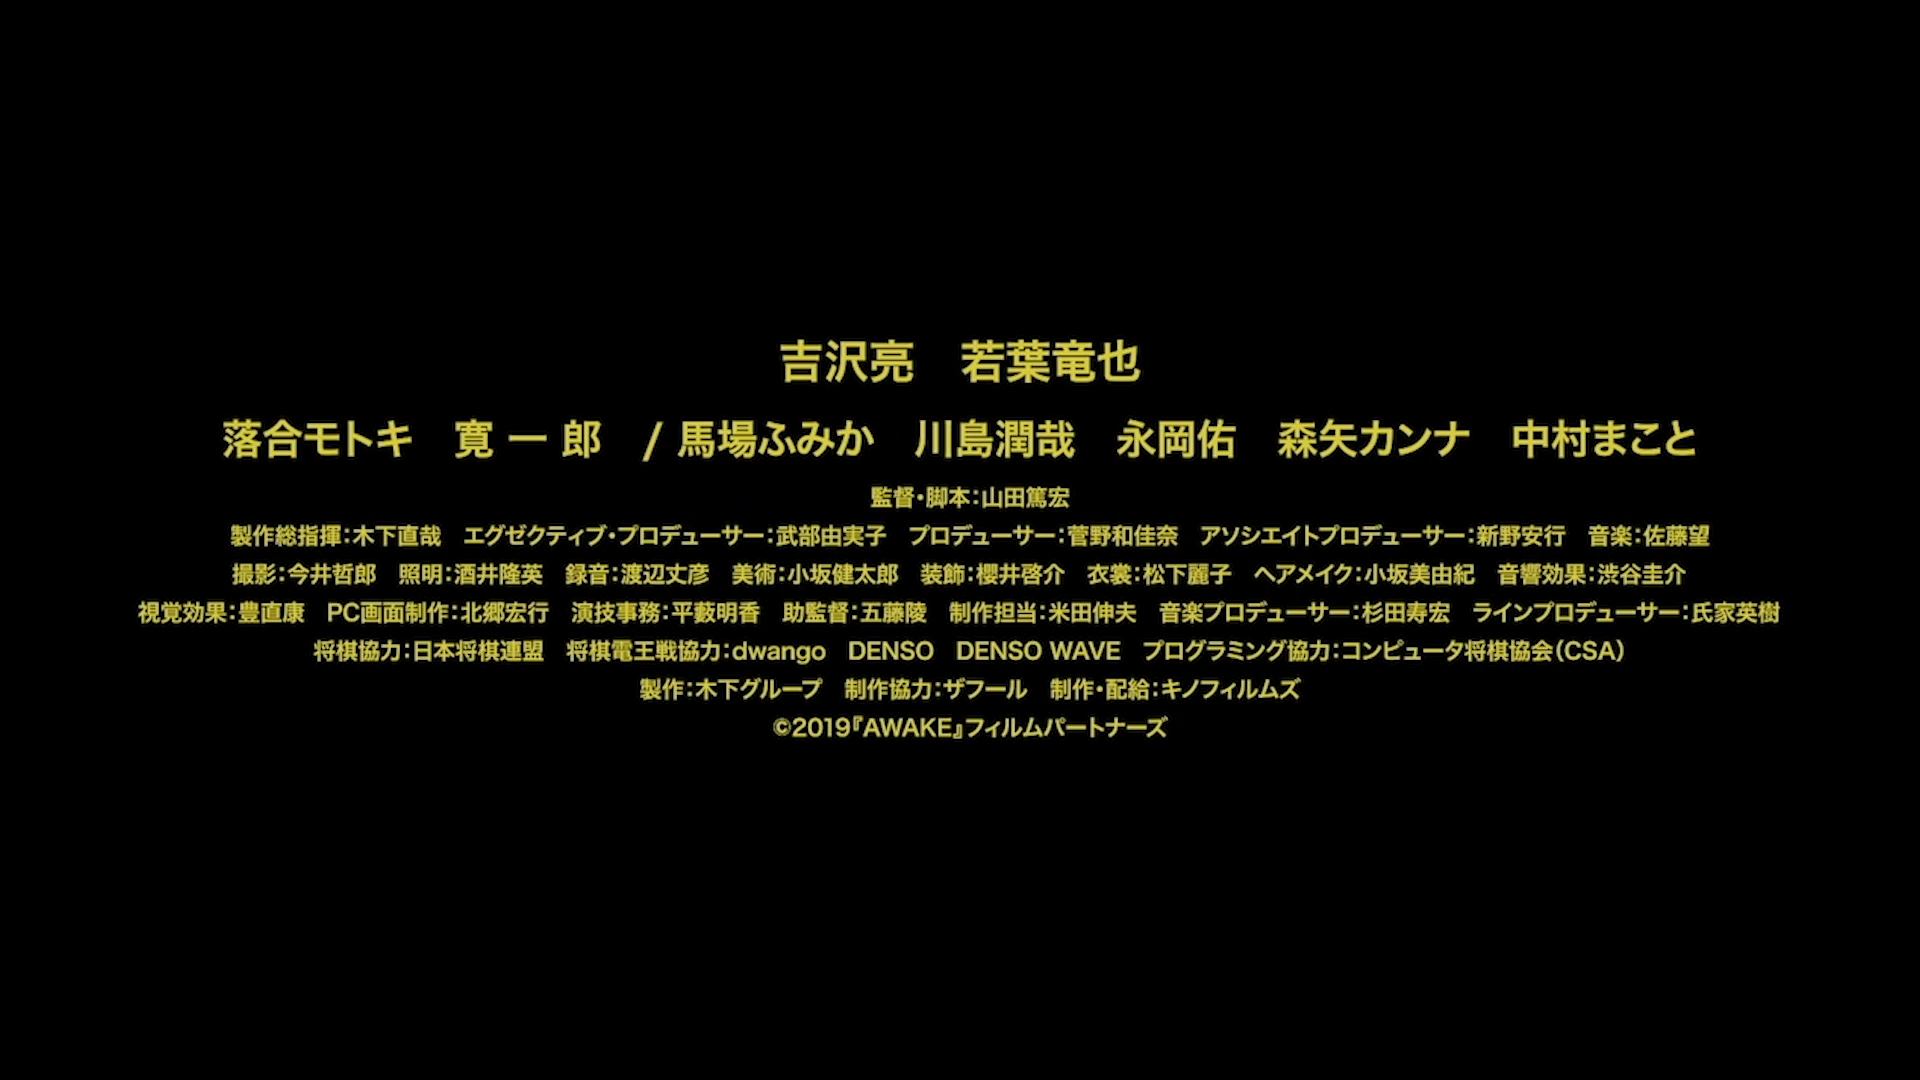 吉沢亮　若葉竜也
落合モトキ　寛 一 郎　/ 馬場ふみか　川島潤哉　永岡佑　森矢カンナ　中村まこと
監督・脚本：山田篤宏
製作総指揮：木下直哉　エグゼクティブ・プロデューサー：武部由実子　プロデューサー：菅野和佳奈　アソシエイトプロデューサー：新野安行　音楽：佐藤望
撮影：今井哲郎　照明：酒井隆英　録音：渡辺丈彦　美術：小坂健太郎　装飾：櫻井啓介　衣裳：松下麗子　ヘアメイク：小坂美由紀　音響効果：渋谷圭介
視覚効果：豊直康　PC画面制作：北郷宏行　演技事務：平藪明香　助監督：五藤陵　制作担当：米田伸夫　音楽プロデューサー：杉田寿宏　ラインプロデューサー：氏家英樹
将棋協力：日本将棋連盟　将棋電王戦協力：dwango　DENSO　DENSO WAVE　プログラミング協力：コンピュータ将棋協会（CSA）
製作：木下グループ　制作協力：ザフール　制作・配給：キノフィルムズ
©2019『AWAKE』フィルムパートナーズ